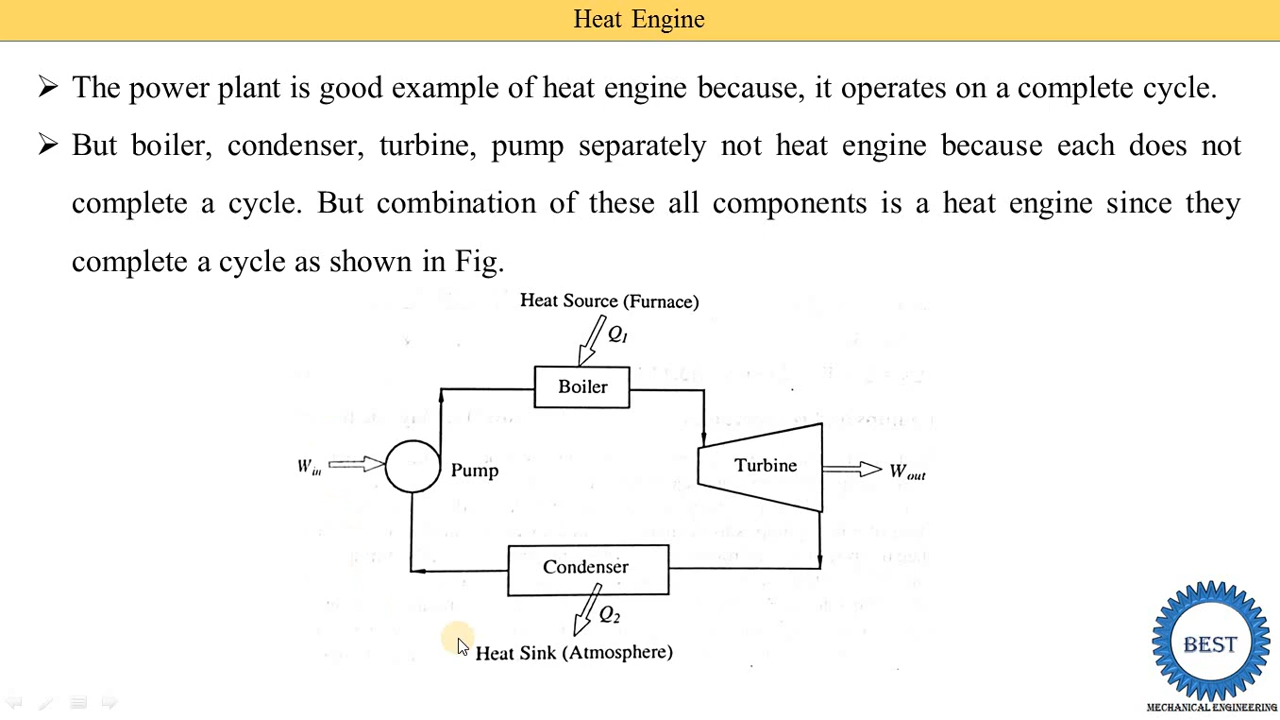 Heat Engine
➢ The power plant is good example of heat engine because, it operates on a complete cycle.
➢ But boiler, condenser, turbine, pump separately not heat engine because each does not
complete a cycle. But combination of these all components is a heat engine since they
complete a cycle as shown in Fig.
Heat Source (Furnace)
Q1
Boiler
Win
Pump
Turbine
Wout
Condenser
Q2
Heat Sink (Atmosphere)
BEST
MECHANICAL ENGINEERING